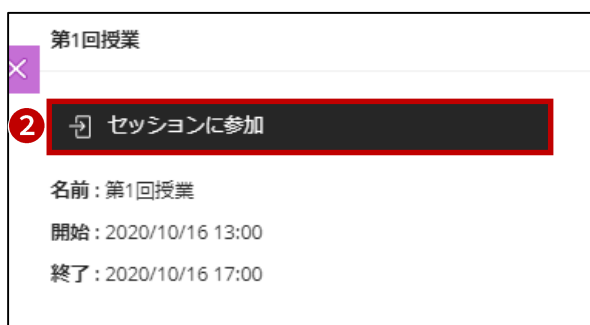 第1回授業
2 セッションに参加
名前 : 第1回授業
開始 : 2020/10/16 13:00
終了 : 2020/10/16 17:00